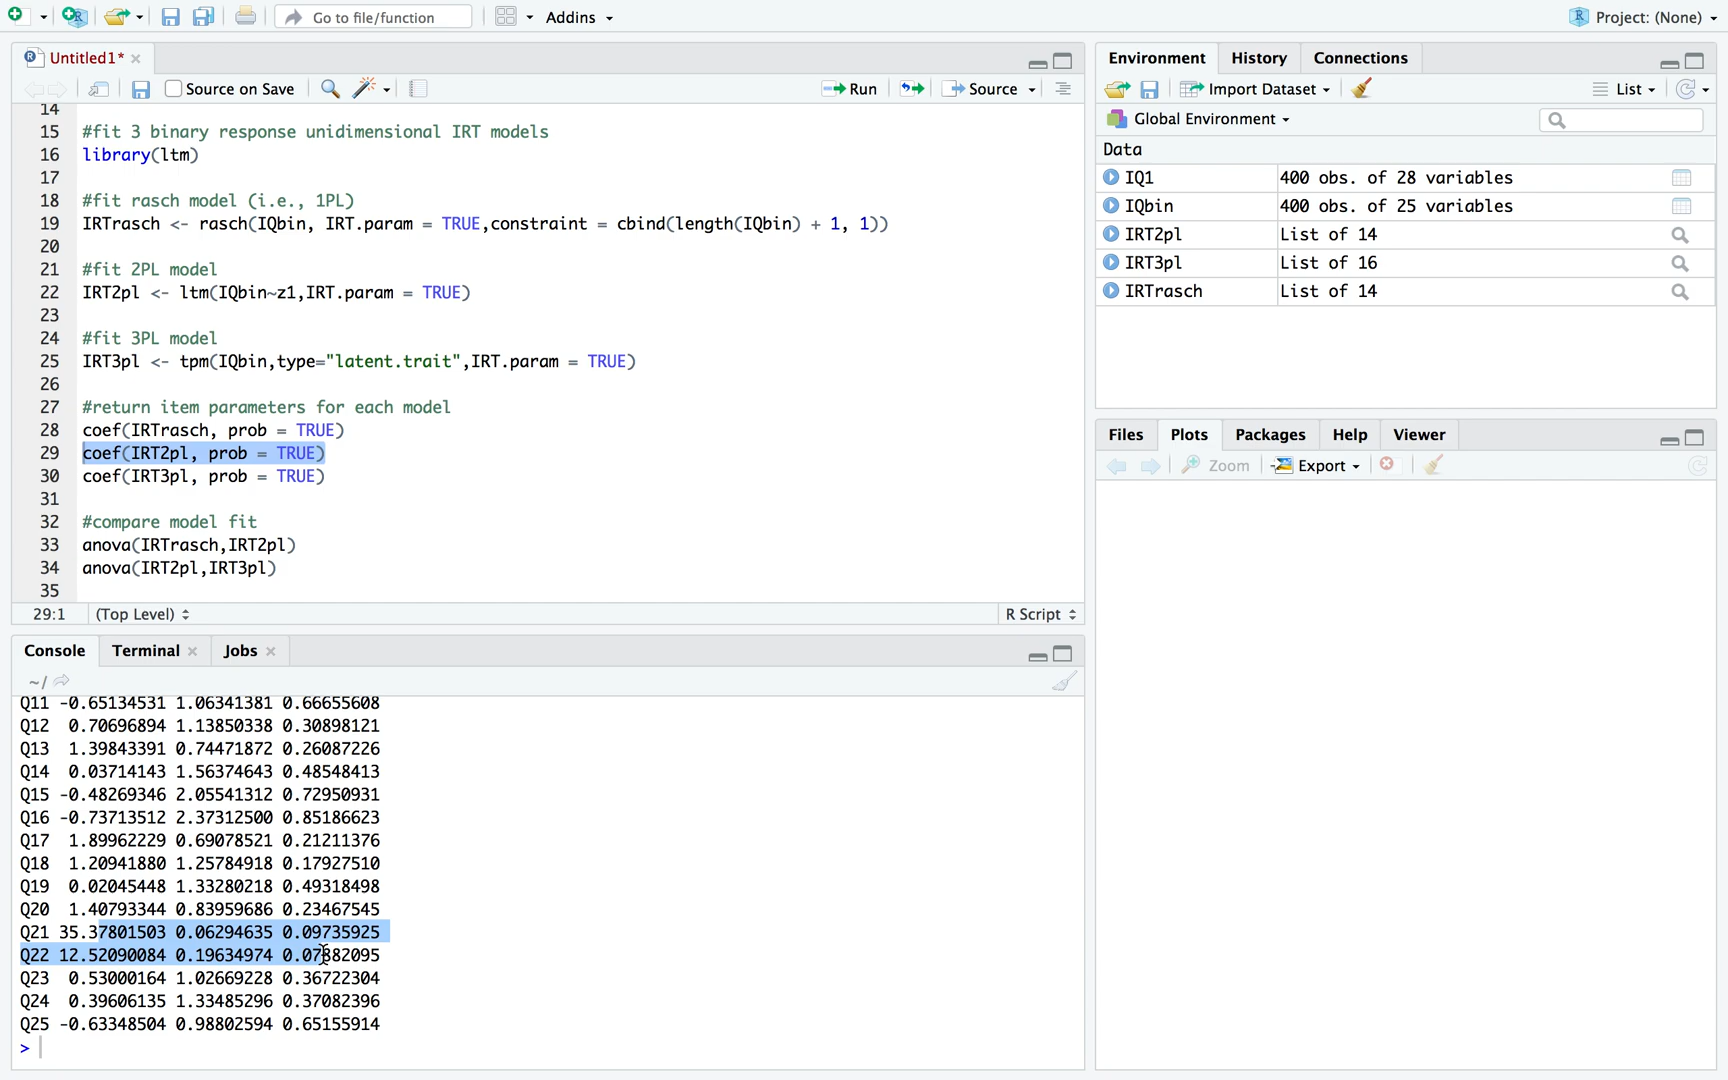 Go to file/function
Addins
Project: (None)
Untitled1*
Source on Save
Run
Source
14
15 #fit 3 binary response unidimensional IRT models
16 library(ltm)
17
18 #fit rasch model (i.e., 1PL)
19 IRTrasch <- rasch(IQbin, IRT.param = TRUE,constraint = cbind(length(IQbin) + 1, 1))
20
21 #fit 2PL model
22 IRT2pl <- ltm(IQbin~z1,IRT.param = TRUE)
23
24 #fit 3PL model
25 IRT3pl <- tpm(IQbin,type="latent.trait",IRT.param = TRUE)
26
27 #return item parameters for each model
28 coef(IRTrasch, prob = TRUE)
29 coef(IRT2pl, prob = TRUE)
30 coef(IRT3pl, prob = TRUE)
31
32 #compare model fit
33 anova(IRTrasch,IRT2pl)
34 anova(IRT2pl,IRT3pl)
35
29:1 (Top Level) R Script
Console Terminal Jobs
~/
Q11 -0.65134531 1.06341381 0.66655608
Q12 0.70696894 1.13850338 0.30898121
Q13 1.39843391 0.74471872 0.26087226
Q14 0.03714143 1.56374643 0.48548413
Q15 -0.48269346 2.05541312 0.72950931
Q16 -0.73713512 2.37312500 0.85186623
Q17 1.89962229 0.69078521 0.21211376
Q18 1.20941880 1.25784918 0.17927510
Q19 0.02045448 1.33280218 0.49318498
Q20 1.40793344 0.83959686 0.23467545
Q21 35.37801503 0.06294635 0.09735925
Q22 12.52090084 0.19634974
Q23 0.53000164 1.02669228 0.36722304
Q24 0.39606135 1.33485296 0.37082396
Q25 -0.63348504 0.98802594 0.65155914
>
Environment History Connections
Import Dataset List
Global Environment
Data
IQ1 400 obs. of 28 variables
IQbin 400 obs. of 25 variables
IRT2pl List of 14
IRT3pl List of 16
IRTrasch List of 14
Files Plots Packages Help Viewer
Zoom Export